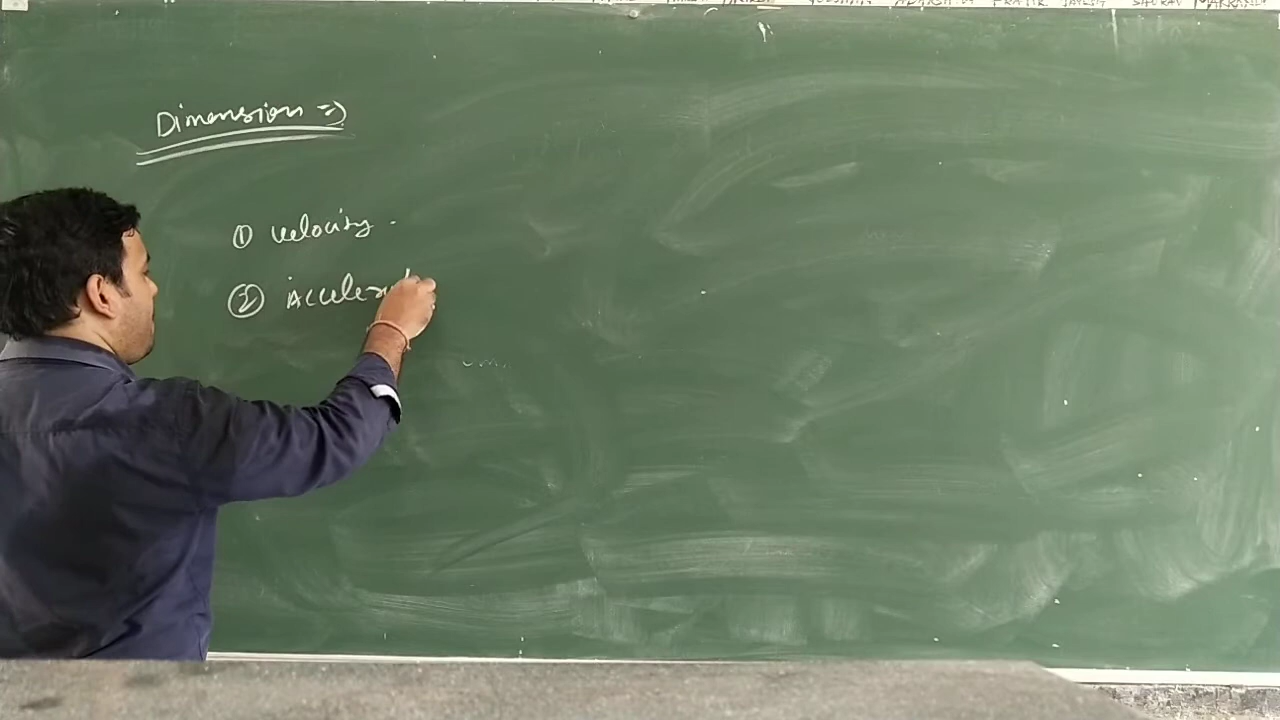 Dimension ⇒
① velocity.
② Acceler